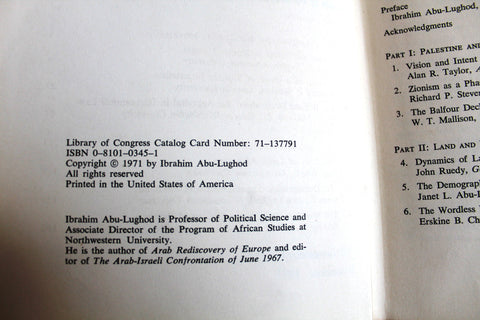 Library of Congress Catalog Card Number: 71-137791
ISBN 0-8101-0345-1
Copyright © 1971 by Ibrahim Abu-Lughod
All rights reserved
Printed in the United States of America
Ibrahim Abu-Lughod is Professor of Political Science and
Associate Director of the Program of African Studies at
Northwestern University.
He is the author of Arab Rediscovery of Europe and edi-
tor of The Arab-Israeli Confrontation of June 1967.
Preface
Ibrahim Abu-Lughod,
Acknowledgments
PART I: PALESTINE AND
1. Vision and Intent
Alan R. Taylor,
2. Zionism as a Pha
Richard P. Steven
3. The Balfour Decl
W. T. Mallison,
PART II: LAND AND
4. Dynamics of La
John Ruedy, G
5. The Demograph
Janet L. Abu-L
6. The Wordless
Erskine B. Ch